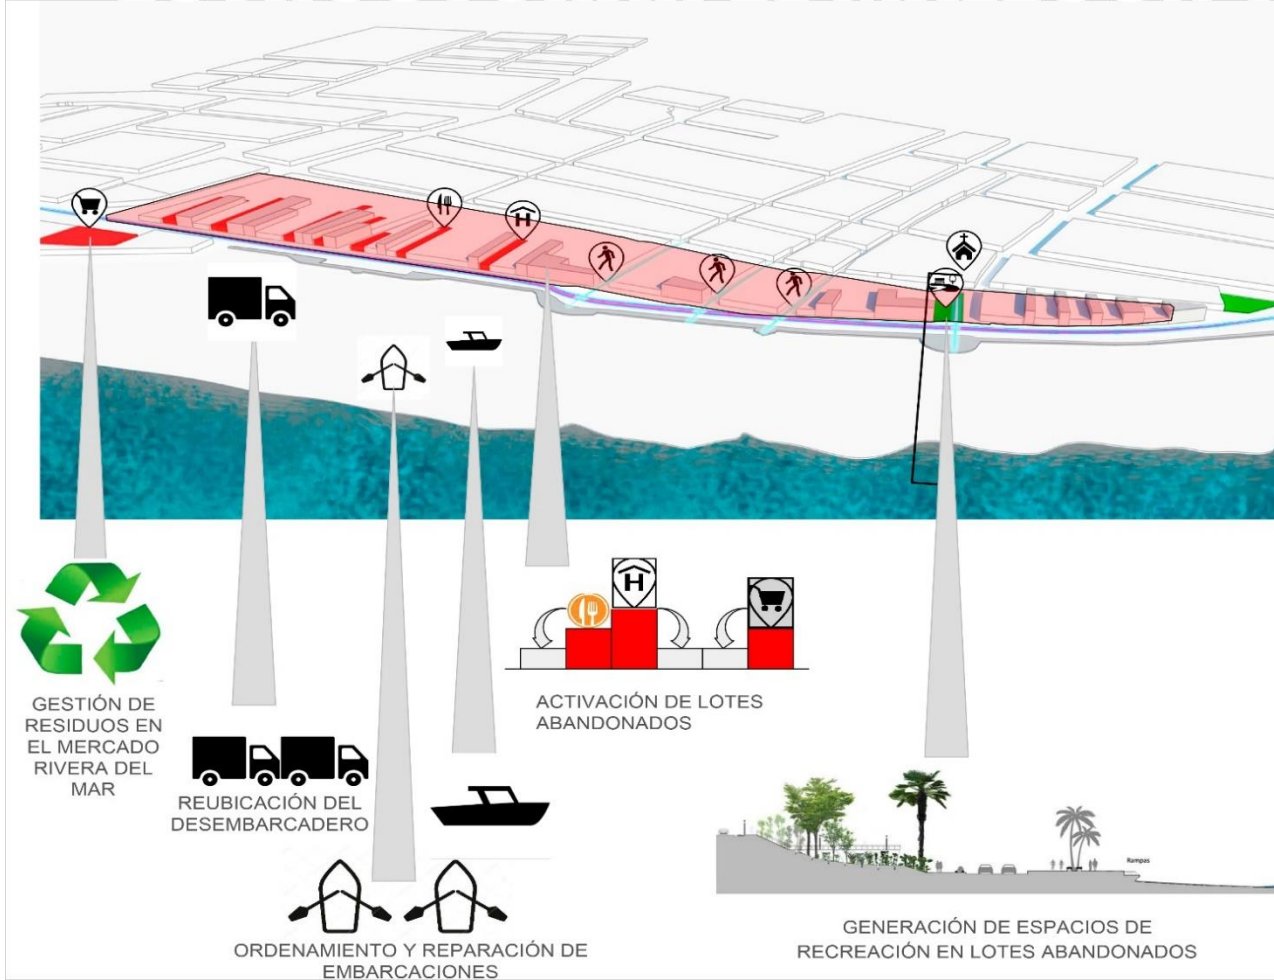 H
H
ACTIVACIÓN DE LOTES
ABANDONADOS
GESTIÓN DE
RESIDUOS EN
EL MERCADO
RIVERA DEL
MAR
REUBICACIÓN DEL
DESEMBARCADERO
Rampas
GENERACIÓN DE ESPACIOS DE
RECREACIÓN EN LOTES ABANDONADOS
ORDENAMIENTO Y REPARACIÓN DE
EMBARCACIONES